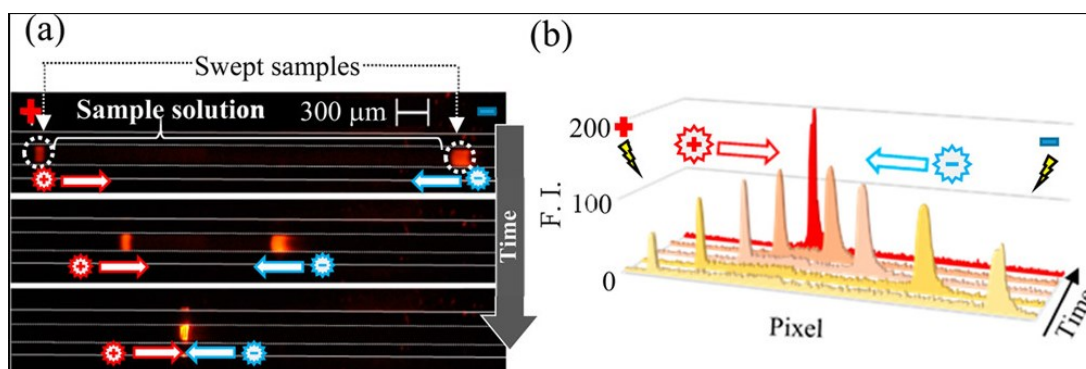 (a)
Swept samples
+
Sample solution
300 μm
-
+
-
+
-
+
-
Time
(b)
200
+
+
-
-
F. I.
100
0
Pixel
Time